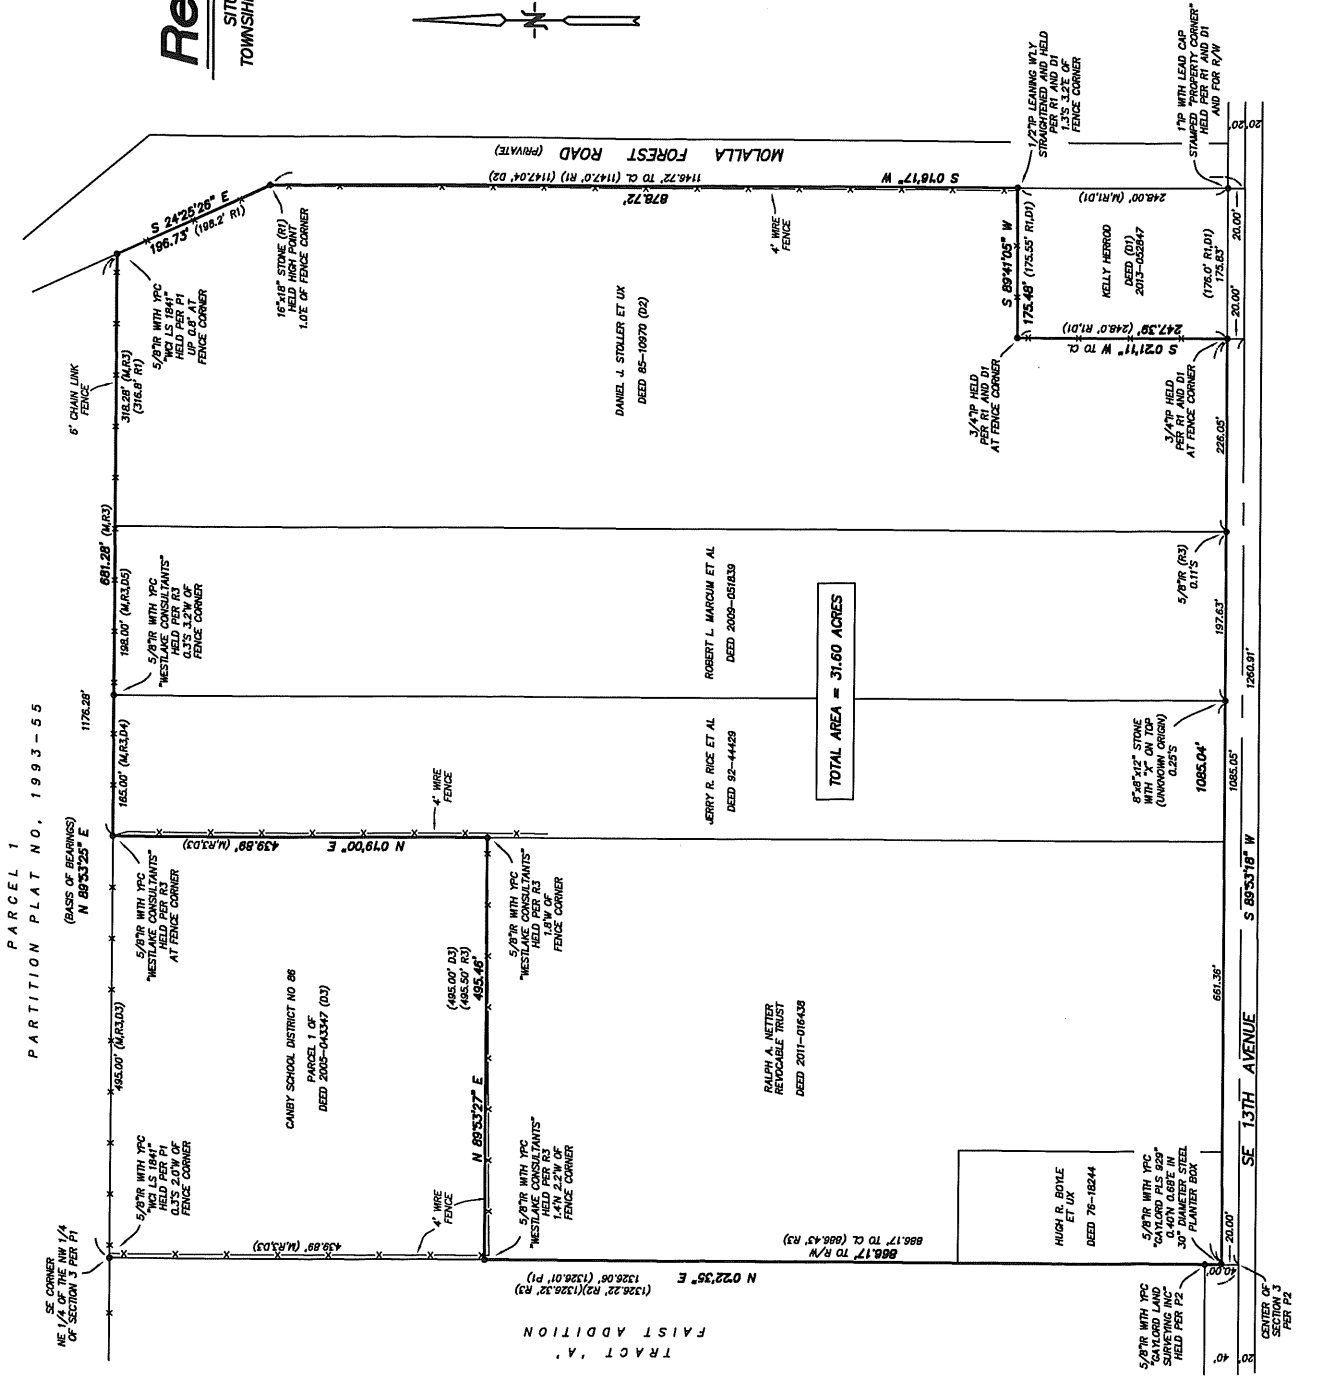 Re
SITU
TOWNSIHI
N
PARCEL 1
PARTITION PLAT NO. 1993-55
(BASIS OF BEARINGS)
N 89°53'25" E
1176.28'
681.28' (M,R3)
SE CORNER
NE 1/4 OF THE NW 1/4
OF SECTION 3 PER P1
5/8"IR WITH YPC
"WCI LS 1841"
HELD PER P1
0.3'S 2.0'W OF
FENCE CORNER
495.00' (M,R3,D3)
5/8"IR WITH YPC
"WESTLAKE CONSULTANTS"
HELD PER R3
AT FENCE CORNER
165.00' (M,R3,D4)
5/8"IR WITH YPC
"WESTLAKE CONSULTANTS"
HELD PER R3
0.3'S 3.2'W OF
FENCE CORNER
198.00' (M,R3,D5)
6' CHAIN LINK
FENCE
318.28' (M,R3)
(316.8' R1)
5/8"IR WITH YPC
"WCI LS 1841"
HELD PER P1
UP 0.8' AT
FENCE CORNER
S 24°25'26" E
196.73' (198.2' R1)
16"x18" STONE (R1)
HELD HIGH POINT
1.0'E OF FENCE CORNER
MOLALLA FOREST ROAD (PRIVATE)
1146.72' TO CL (1147.0' R1) (1147.04' D2)
S 0°16'17" W
878.72'
4' WIRE
FENCE
DANIEL J. STOLLER ET UX
DEED 85-10970 (D2)
1/2"IP LEANING W'LY
STRAIGHTENED AND HELD
PER R1 AND D1
1.3'S 3.2'E OF
FENCE CORNER
1"IP WITH LEAD CAP
STAMPED "PROPERTY CORNER"
HELD PER R1 AND D1
AND FOR R/W
248.00' (M,R1,D1)
S 89°41'05" W
175.48' (175.55' R1,D1)
KELLY HERROD
DEED (D1)
2013-052847
247.39' (248.0' R1,D1)
S 0°21'11" W TO CL
(176.0' R1,D1)
175.83'
20.00'
20.00'
20'
20'
3/4"IP HELD
PER R1 AND D1
AT FENCE CORNER
3/4"IP HELD
PER R1 AND D1
AT FENCE CORNER
226.05'
5/8"IR (R3)
0.11'S
197.63'
1260.91'
ROBERT L. MARCUM ET AL
DEED 2009-051839
TOTAL AREA = 31.60 ACRES
JERRY R. RICE ET AL
DEED 92-44429
8"x8"x12" STONE
WITH "X" ON TOP
(UNKNOWN ORIGIN)
0.25'S
1085.04'
1085.05'
S 89°53'18" W
661.36'
SE 13TH AVENUE
4' WIRE
FENCE
N 0°19'00" E
439.89' (M,R3,D3)
CANBY SCHOOL DISTRICT NO 86
PARCEL 1 OF
DEED 2005-043347 (D3)
5/8"IR WITH YPC
"WESTLAKE CONSULTANTS"
HELD PER R3
1.8'W OF
FENCE CORNER
(495.00' D3)
(495.50' R3)
495.46'
N 89°53'27" E
4' WIRE
FENCE
439.89' (M,R3,D3)
5/8"IR WITH YPC
"WESTLAKE CONSULTANTS"
HELD PER R3
1.4'N 2.2'W OF
FENCE CORNER
RALPH A. NETTER
REVOCABLE TRUST
DEED 2011-016438
HUGH R. BOYLE
ET UX
DEED 76-18244
5/8"IR WITH YPC
"GAYLORD PLS 929"
0.40'N 0.68'E IN
30" DIAMETER STEEL
PLANTER BOX
886.17' TO CL (886.43' R3)
866.17' TO R/W
N 0°22'35" E
(1326.22' R2)(1326.32' R3)
1326.06' (1326.01' P1)
TRACT 'A'
FAIST ADDITION
5/8"IR WITH YPC
"GAYLORD LAND
SURVEYING INC"
HELD PER P2
40.00'
20.00'
40'
20'
CENTER OF
SECTION 3
PER P2